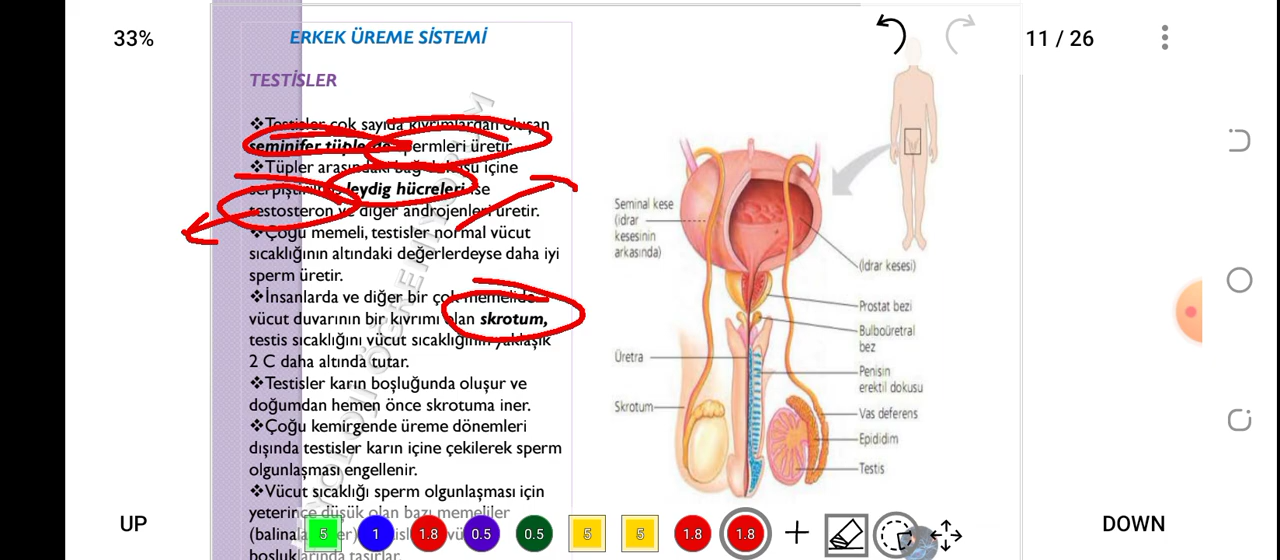 33%
ERKEK ÜREME SİSTEMİ
11 / 26
TESTİSLER
❖Testisler çok sayıda kıvrımlardan oluşan
seminifer tüplerde spermleri üretir.
❖Tüpler arasındaki bağ dokusu içine
serpiştirilmiş leydig hücreleri ise
testosteron ve diğer androjenleri üretir.
❖Çoğu memeli, testisler normal vücut
sıcaklığının altındaki değerlerdeyse daha iyi
sperm üretir.
❖İnsanlarda ve diğer bir çok memelide
vücut duvarının bir kıvrımı olan skrotum,
testis sıcaklığını vücut sıcaklığının yaklaşık
2 C daha altında tutar.
❖Testisler karın boşluğunda oluşur ve
doğumdan hemen önce skrotuma iner.
❖Çoğu kemirgende üreme dönemleri
dışında testisler karın içine çekilerek sperm
olgunlaşması engellenir.
❖Vücut sıcaklığı sperm olgunlaşması için
yeterince düşük olan bazı memeliler
boşluklarında taşırlar.
Seminal kese
(idrar
kesesinin
arkasında)
(İdrar kesesi)
Prostat bezi
Bulboüretral
bez
Üretra
Penisin
erektil dokusu
Skrotum
Vas deferens
Epididim
Testis
UP
5 1 1.8 0.5 0.5 5 5 1.8 1.8
DOWN